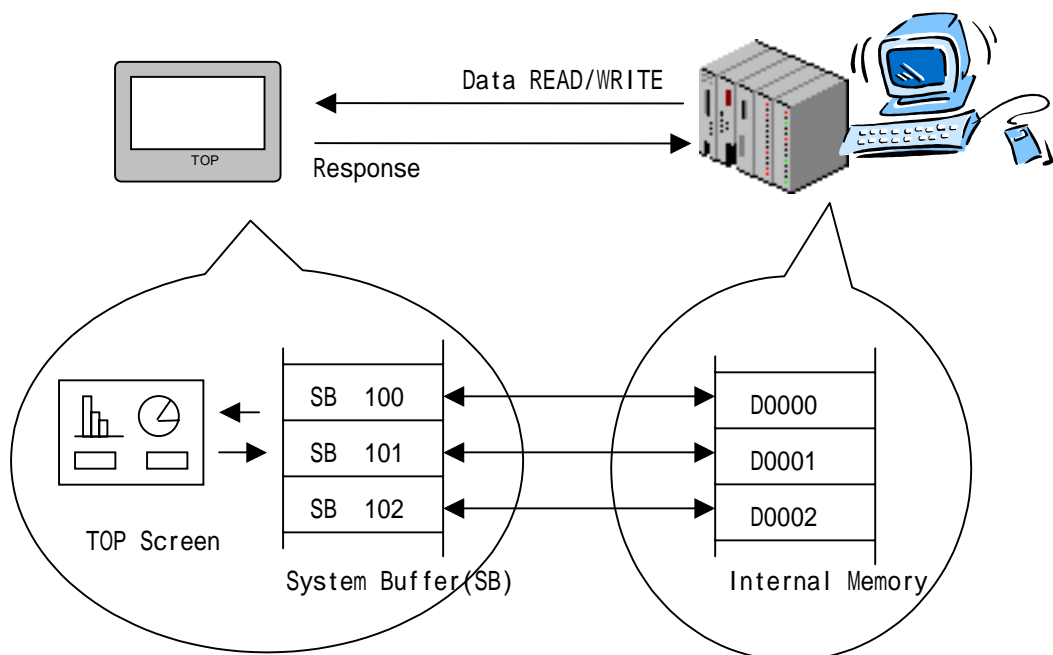 Data READ/WRITE
TOP
Response
SB 100
SB 101
SB 102
D0000
D0001
D0002
TOP Screen
System Buffer(SB)
Internal Memory